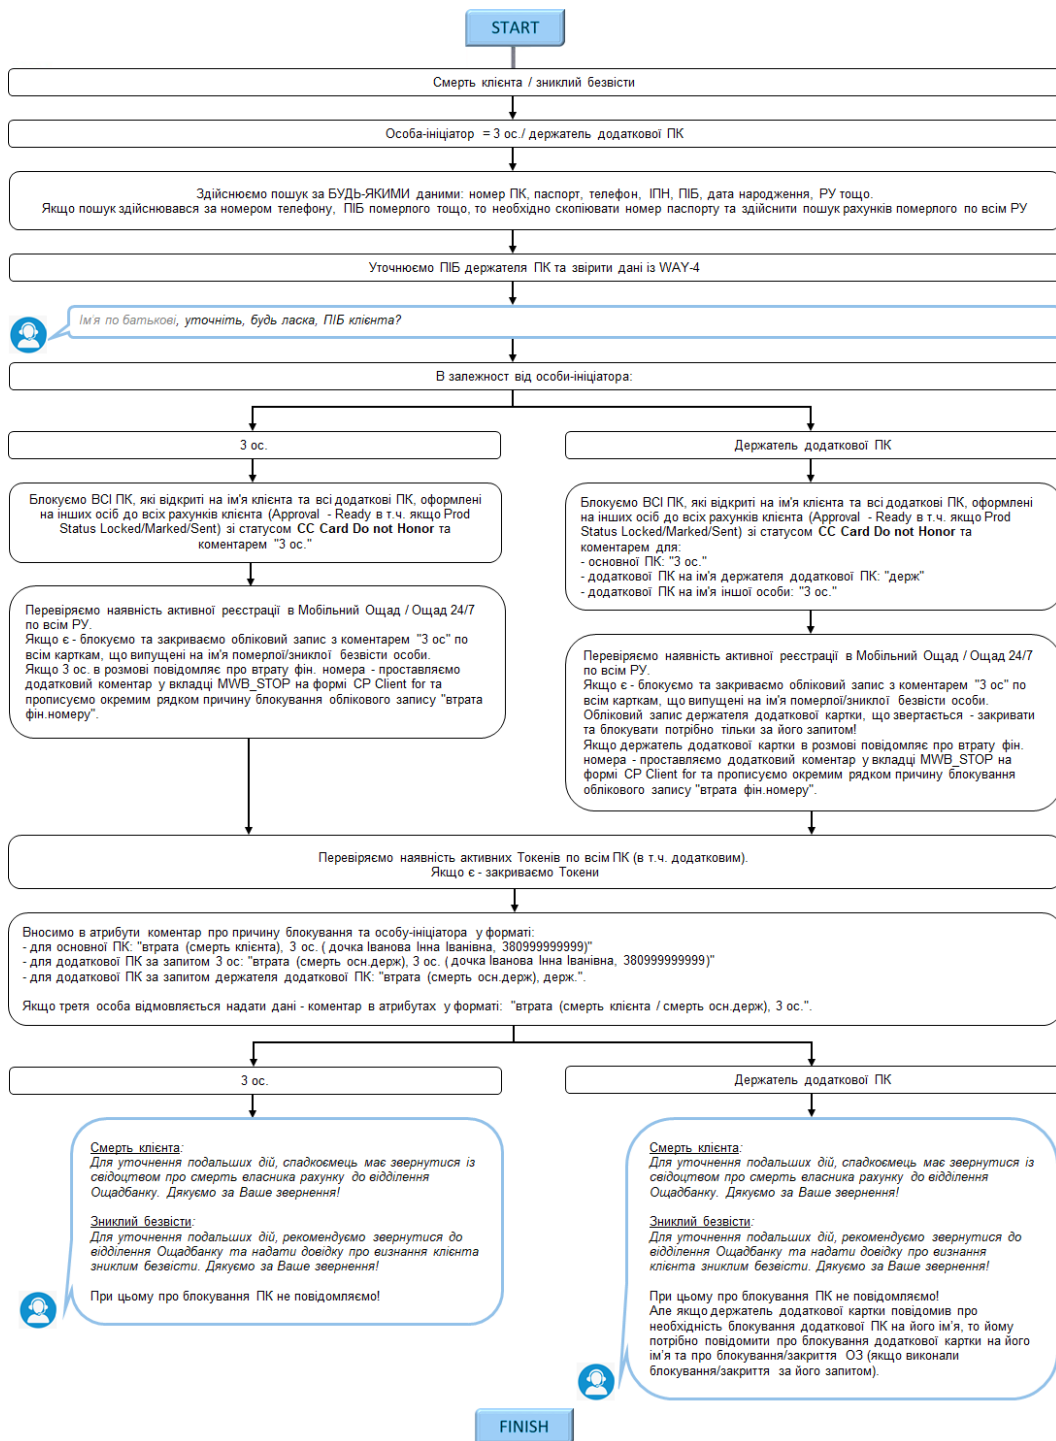 START
Смерть клієнта / зниклий безвісти
Особа-ініціатор = 3 ос./ держатель додаткової ПК
Здійснюємо пошук за БУДЬ-ЯКИМИ даними: номер ПК, паспорт, телефон, ІПН, ПІБ, дата народження, РУ тощо.
Якщо пошук здійснювався за номером телефону, ПІБ померлого тощо, то необхідно скопіювати номер паспорту та здійснити пошук рахунків померлого по всім РУ
Уточнюємо ПІБ держателя ПК та звірити дані із WAY-4
Ім'я по батькові, уточніть, будь ласка, ПІБ клієнта?
В залежност від особи-ініціатора:
3 ос.
Блокуємо ВСІ ПК, які відкриті на ім'я клієнта та всі додаткові ПК, оформлені
на інших осіб до всіх рахунків клієнта (Approval - Ready в т.ч. якщо Prod
Status Locked/Marked/Sent) зі статусом CC Card Do not Honor та
коментарем "3 ос."
Перевіряємо наявність активної реєстрації в Мобільний Ощад / Ощад 24/7
по всім РУ.
Якщо є - блокуємо та закриваємо обліковий запис з коментарем "3 ос" по
всім карткам, що випущені на ім'я померлої/зниклої безвісти особи.
Якщо 3 ос. в розмові повідомляє про втрату фін. номера - проставляємо
додатковий коментар у вкладці MWB_STOP на формі CP Client for та
прописуємо окремим рядком причину блокування облікового запису "втрата
фін.номеру".
Держатель додаткової ПК
Блокуємо ВСІ ПК, які відкриті на ім'я клієнта та всі додаткові ПК, оформлені
на інших осіб до всіх рахунків клієнта (Approval - Ready в т.ч. якщо Prod
Status Locked/Marked/Sent) зі статусом CC Card Do not Honor та
коментарем для:
- основної ПК: "3 ос."
- додаткової ПК на ім'я держателя додаткової ПК: "держ"
- додаткової ПК на ім'я іншої особи: "3 ос."
Перевіряємо наявність активної реєстрації в Мобільний Ощад / Ощад 24/7
по всім РУ.
Якщо є - блокуємо та закриваємо обліковий запис з коментарем "3 ос" по
всім карткам, що випущені на ім'я померлої/зниклої безвісти особи.
Обліковий запис держателя додаткової картки, що звертається - закривати
та блокувати потрібно тільки за його запитом!
Якщо держатель додаткової картки в розмові повідомляє про втрату фін.
номера - проставляємо додатковий коментар у вкладці MWB_STOP на
формі CP Client for та прописуємо окремим рядком причину блокування
облікового запису "втрата фін.номеру".
Перевіряємо наявність активних Токенів по всім ПК (в т.ч. додатковим).
Якщо є - закриваємо Токени
Вносимо в атрибути коментар про причину блокування та особу-ініціатора у форматі:
- для основної ПК: "втрата (смерть клієнта), 3 ос. ( дочка Іванова Інна Іванівна, 380999999999)"
- для додаткової ПК за запитом 3 ос: "втрата (смерть осн.держ), 3 ос. ( дочка Іванова Інна Іванівна, 380999999999)"
- для додаткової ПК за запитом держателя додаткової ПК: "втрата (смерть осн.держ), держ.".
Якщо третя особа відмовляється надати дані - коментар в атрибутах у форматі: "втрата (смерть клієнта / смерть осн.держ), 3 ос.".
3 ос.
Смерть клієнта:
Для уточнення подальших дій, спадкоємець має звернутися із
свідоцтвом про смерть власника рахунку до відділення
Ощадбанку. Дякуємо за Ваше звернення!
Зниклий безвісти:
Для уточнення подальших дій, рекомендуємо звернутися до
відділення Ощадбанку та надати довідку про визнання клієнта
зниклим безвісти. Дякуємо за Ваше звернення!
При цьому про блокування ПК не повідомляємо!
Держатель додаткової ПК
Смерть клієнта:
Для уточнення подальших дій, спадкоємець має звернутися із
свідоцтвом про смерть власника рахунку до відділення
Ощадбанку. Дякуємо за Ваше звернення!
Зниклий безвісти:
Для уточнення подальших дій, рекомендуємо звернутися до
відділення Ощадбанку та надати довідку про визнання
клієнта зниклим безвісти. Дякуємо за Ваше звернення!
При цьому про блокування ПК не повідомляємо!
Але якщо держатель додаткової картки повідомив про
необхідність блокування додаткової ПК на його ім'я, то йому
потрібно повідомити про блокування додаткової картки на його
ім'я та про блокування/закриття ОЗ (якщо виконали
блокування/закриття за його запитом).
FINISH